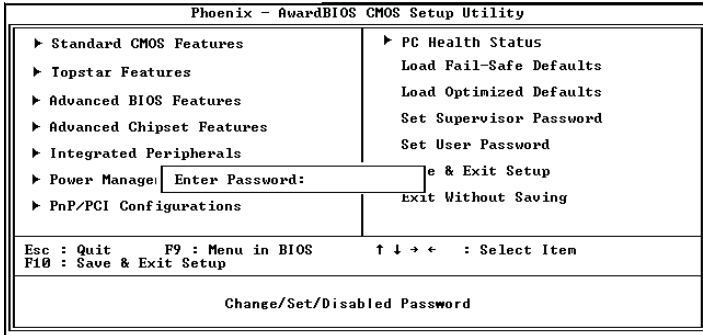 Phoenix - AwardBIOS CMOS Setup Utility
▶ Standard CMOS Features
▶ Topstar Features
▶ Advanced BIOS Features
▶ Advanced Chipset Features
▶ Integrated Peripherals
▶ Power Manage
▶ PnP/PCI Configurations
▶ PC Health Status
Load Fail-Safe Defaults
Load Optimized Defaults
Set Supervisor Password
Set User Password
e & Exit Setup
Exit Without Saving
Enter Password:
Esc : Quit F9 : Menu in BIOS ↑ ↓ → ← : Select Item
F10 : Save & Exit Setup
Change/Set/Disabled Password